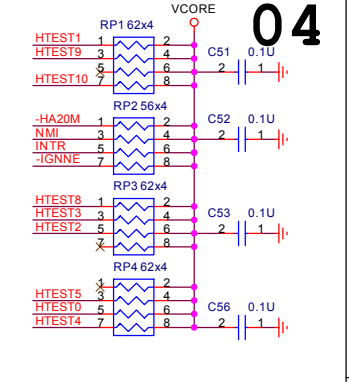 VCORE
04
RP1 62x4
HTEST1 1 2
HTEST9 3 4 C51 0.1U
5 6 2 1
HTEST10 7 8
RP2 56x4
-HA20M 1 2 C52 0.1U
NMI 3 4 2 1
INTR 5 6
-IGNNE 7 8
RP3 62x4
HTEST8 1 2
HTEST3 3 4 C53 0.1U
HTEST2 5 6 2 1
7 8
RP4 62x4
1 2
HTEST5 3 4
HTEST0 5 6 C56 0.1U
HTEST4 7 8 2 1